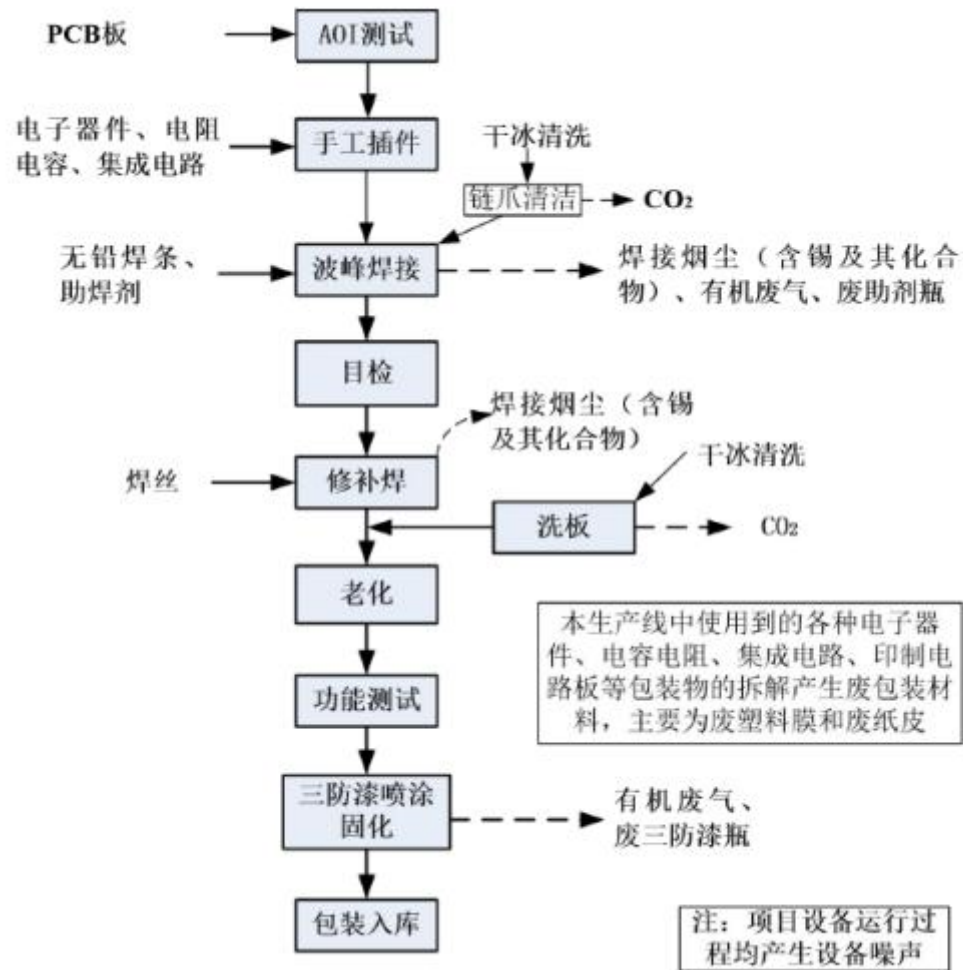 PCB板
AOI测试
电子器件、电阻
电容、集成电路
手工插件
干冰清洗
链爪清洁
CO₂
无铅焊条、
助焊剂
波峰焊接
焊接烟尘（含锡及其化合
物）、有机废气、废助剂瓶
目检
焊接烟尘（含锡
及其化合物）
焊丝
修补焊
干冰清洗
洗板
CO₂
老化
本生产线中使用到的各种电子器
件、电容电阻、集成电路、印制电
路板等包装物的拆解产生废包装材
料，主要为废塑料膜和废纸皮
功能测试
三防漆喷涂
固化
有机废气、
废三防漆瓶
包装入库
注：项目设备运行过
程均产生设备噪声